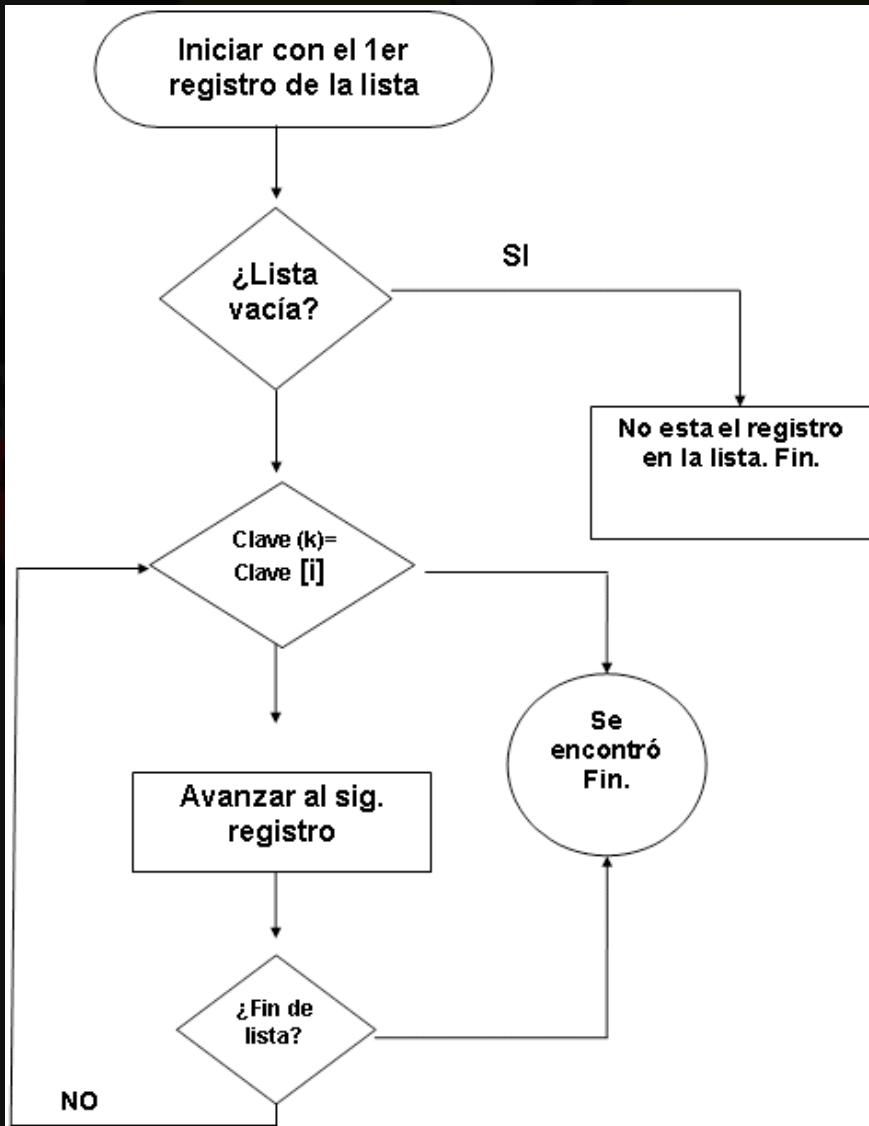 Iniciar con el 1er
registro de la lista
¿Lista
vacía?
SI
No esta el registro
en la lista. Fin.
Clave (k)=
Clave [i]
Se
encontró
Fin.
Avanzar al sig.
registro
¿Fin de
lista?
NO